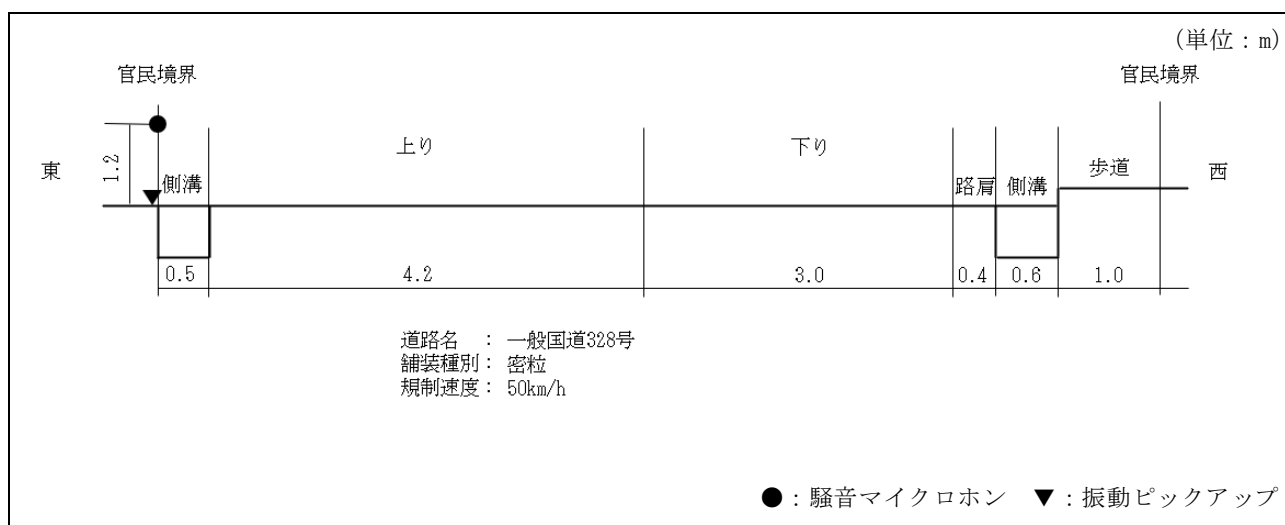 (単位：m)
官民境界
官民境界
上り
下り
1.2
東
側溝
路肩
側溝
歩道
西
0.5
4.2
3.0
0.4
0.6
1.0
道路名　：一般国道328号
舗装種別：密粒
規制速度：50km/h
●：騒音マイクロホン　▼：振動ピックアップ